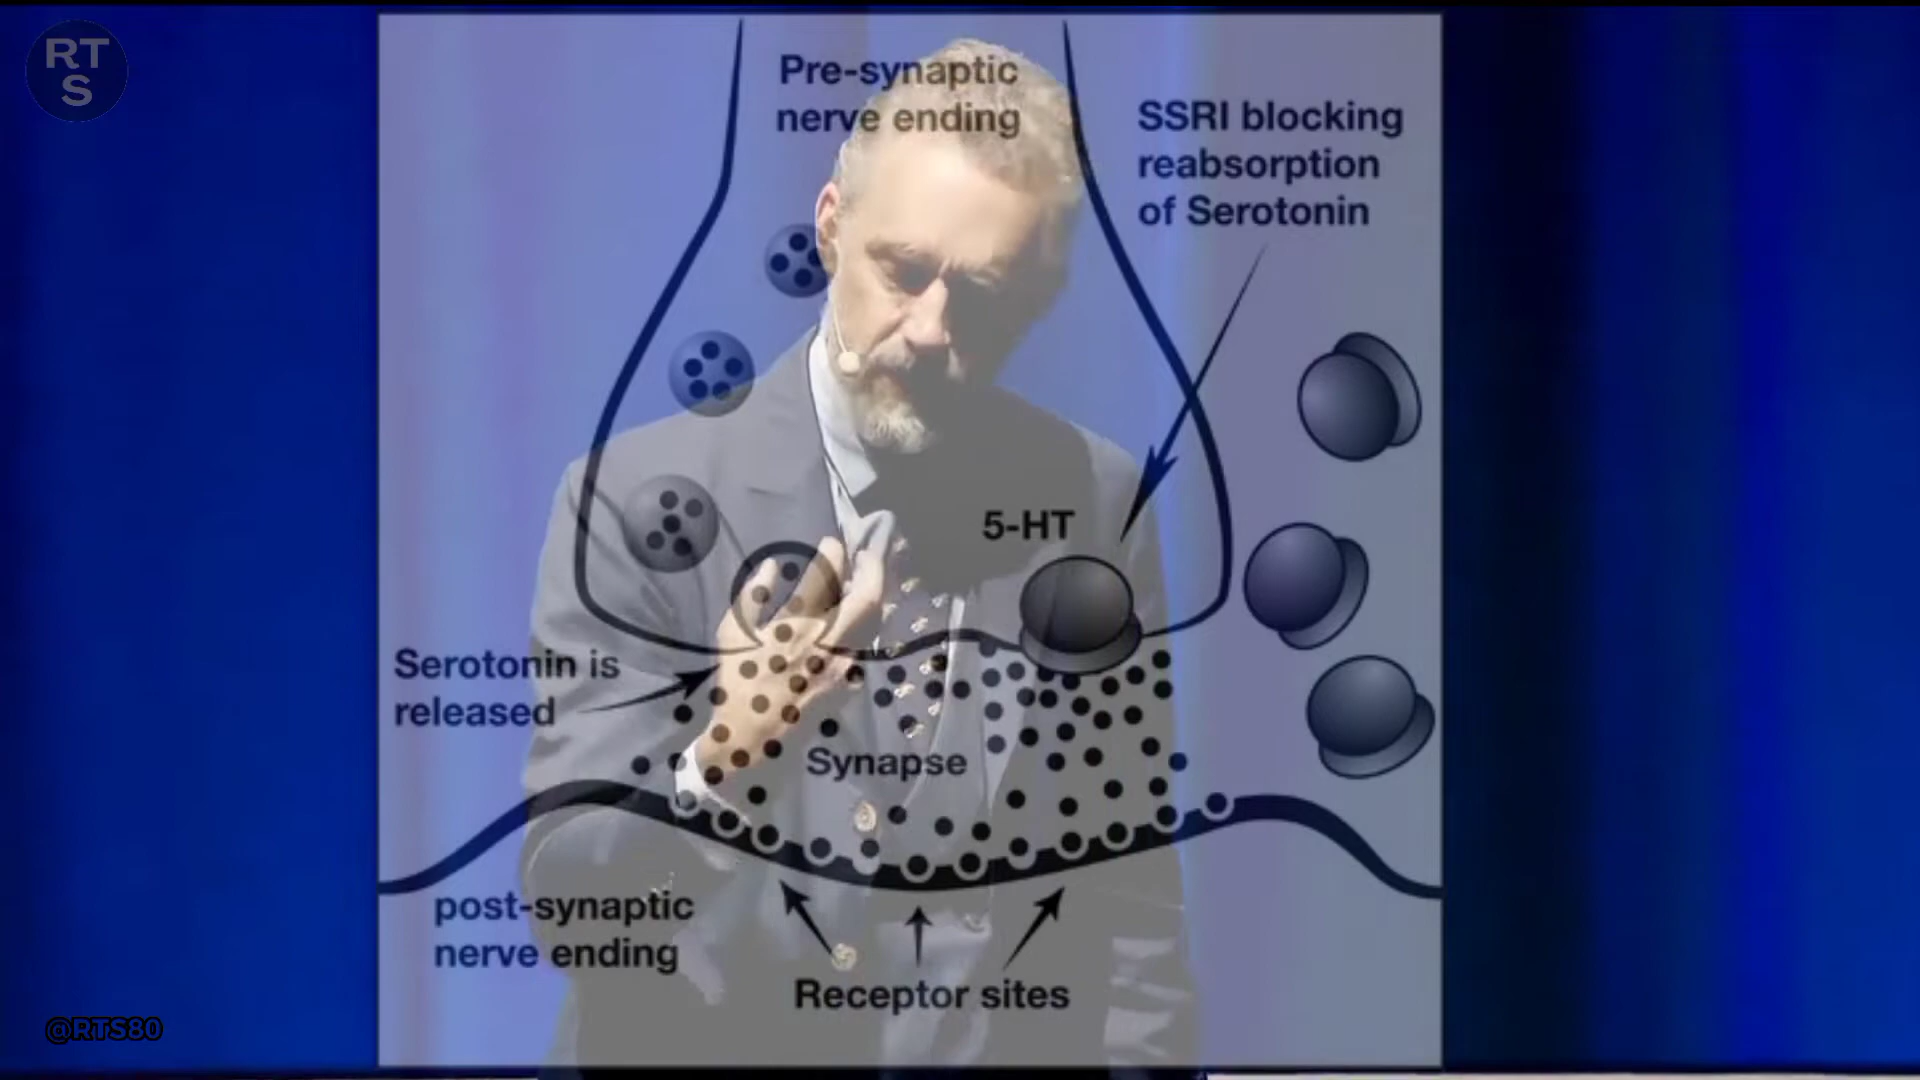 RT
S
Pre-synaptic
nerve ending
SSRI blocking
reabsorption
of Serotonin
5-HT
Serotonin is
released
Synapse
post-synaptic
nerve ending
Receptor sites
@RTS80